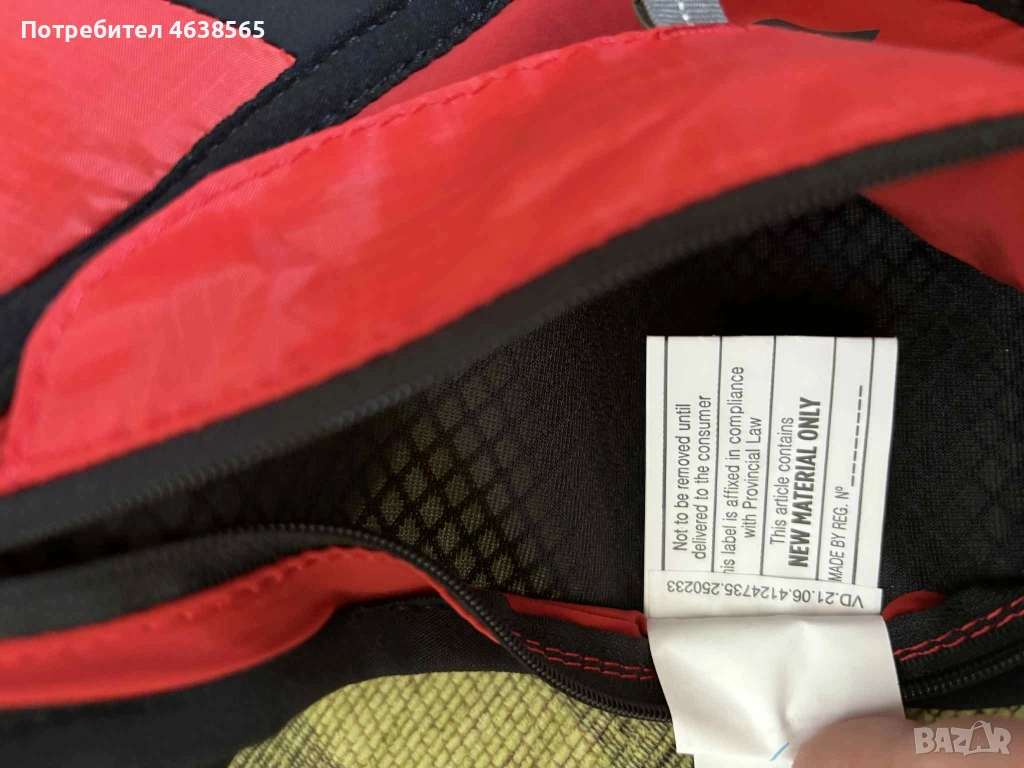 Потребител 4638565
Not to be removed until
delivered to the consumer
his label is affixed in compliance
with Provincial Law
This article contains
NEW MATERIAL ONLY
MADE BY REG. Nº
VD.21.06.4124735.250233
BAZAR